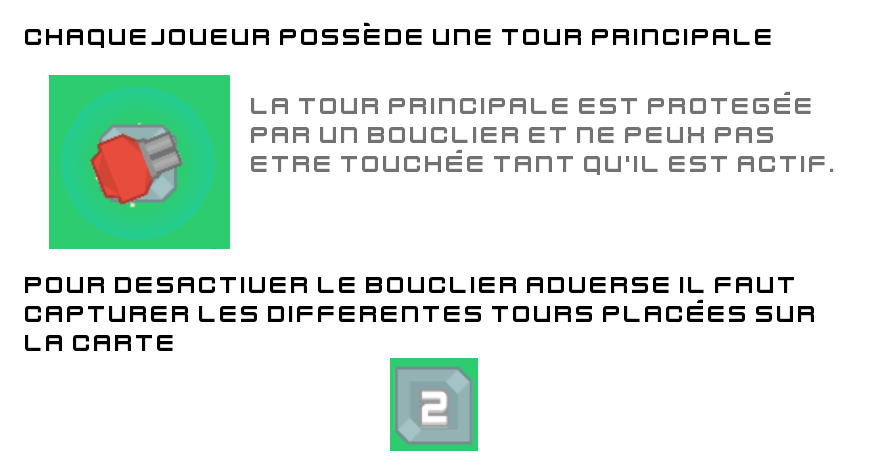 CHAQUE JOUEUR POSSÈDE UNE TOUR PRINCIPALE
LA TOUR PRINCIPALE EST PROTEGÉE
PAR UN BOUCLIER ET NE PEUX PAS
ETRE TOUCHÉE TANT QU'IL EST ACTIF.
POUR DESACTIVER LE BOUCLIER ADVERSE IL FAUT
CAPTURER LES DIFFERENTES TOURS PLACÉES SUR
LA CARTE
2